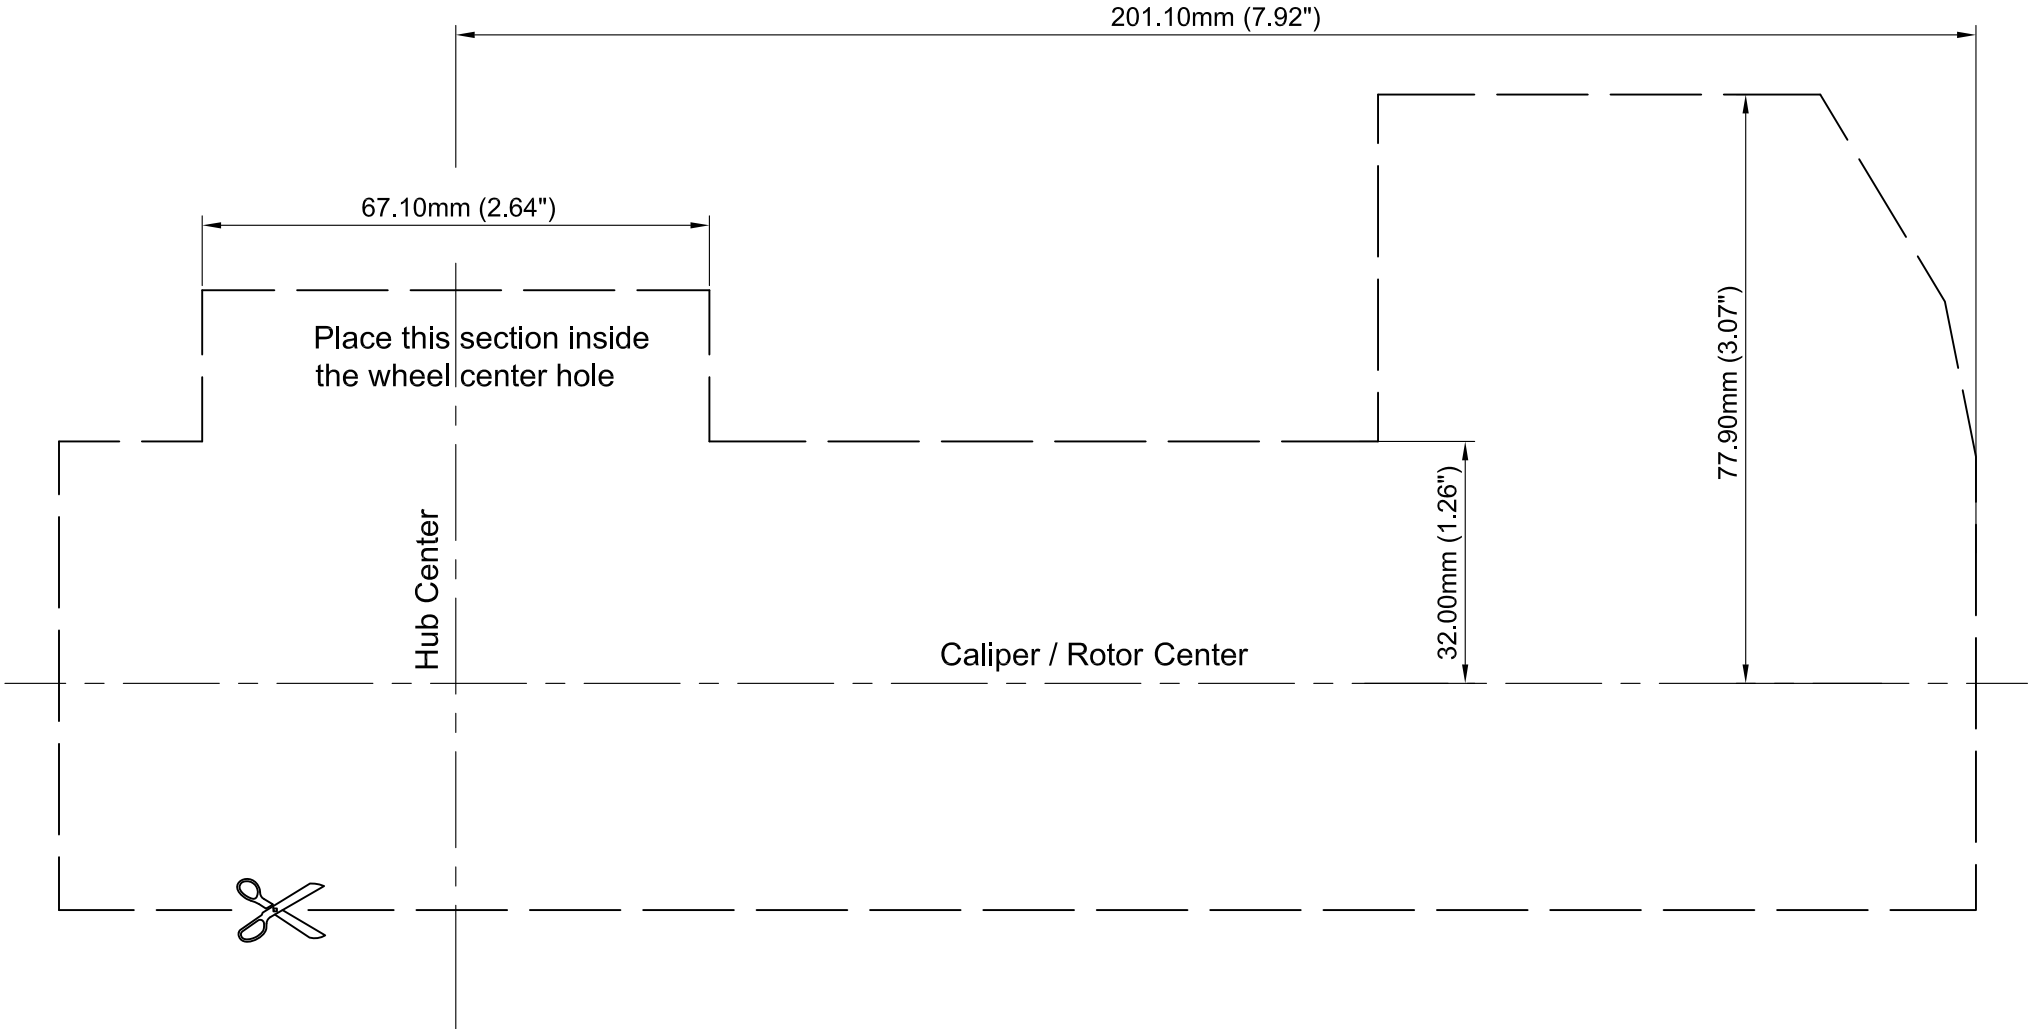 201.10mm (7.92")
67.10mm (2.64")
Place this section inside
the wheel center hole
77.90mm (3.07")
32.00mm (1.26")
Hub Center
Caliper / Rotor Center